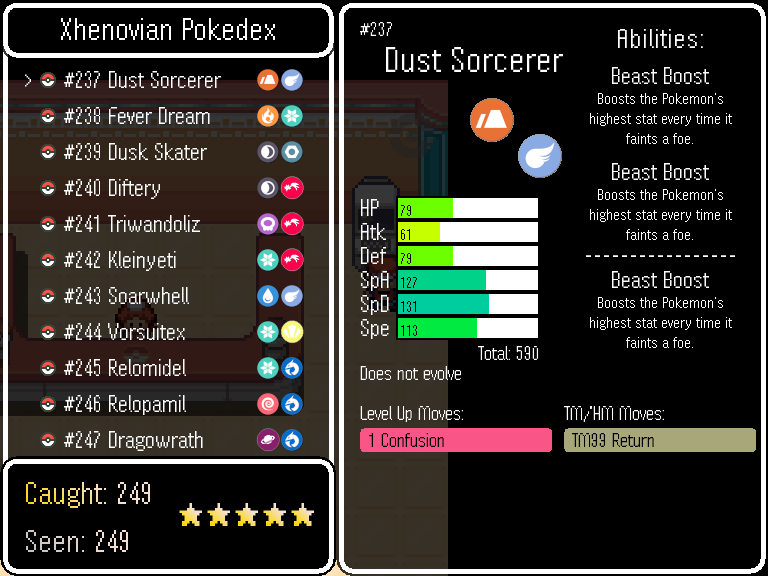 Xhenovian Pokedex
> #237 Dust Sorcerer
#238 Fever Dream
#239 Dusk Skater
#240 Diftery
#241 Triwandoliz
#242 Kleinyeti
#243 Soarwhell
#244 Vorsuitex
#245 Relomidel
#246 Relopamil
#247 Dragowrath
Caught: 249
Seen: 249
#237
Dust Sorcerer
HP 79
Atk 61
Def 79
SpA 127
SpD 131
Spe 113
Total: 590
Does not evolve
Level Up Moves:
1 Confusion
TM/HM Moves:
TM99 Return
Abilities:
Beast Boost
Boosts the Pokemon's
highest stat every time it
faints a foe.
Beast Boost
Boosts the Pokemon's
highest stat every time it
faints a foe.
Beast Boost
Boosts the Pokemon's
highest stat every time it
faints a foe.